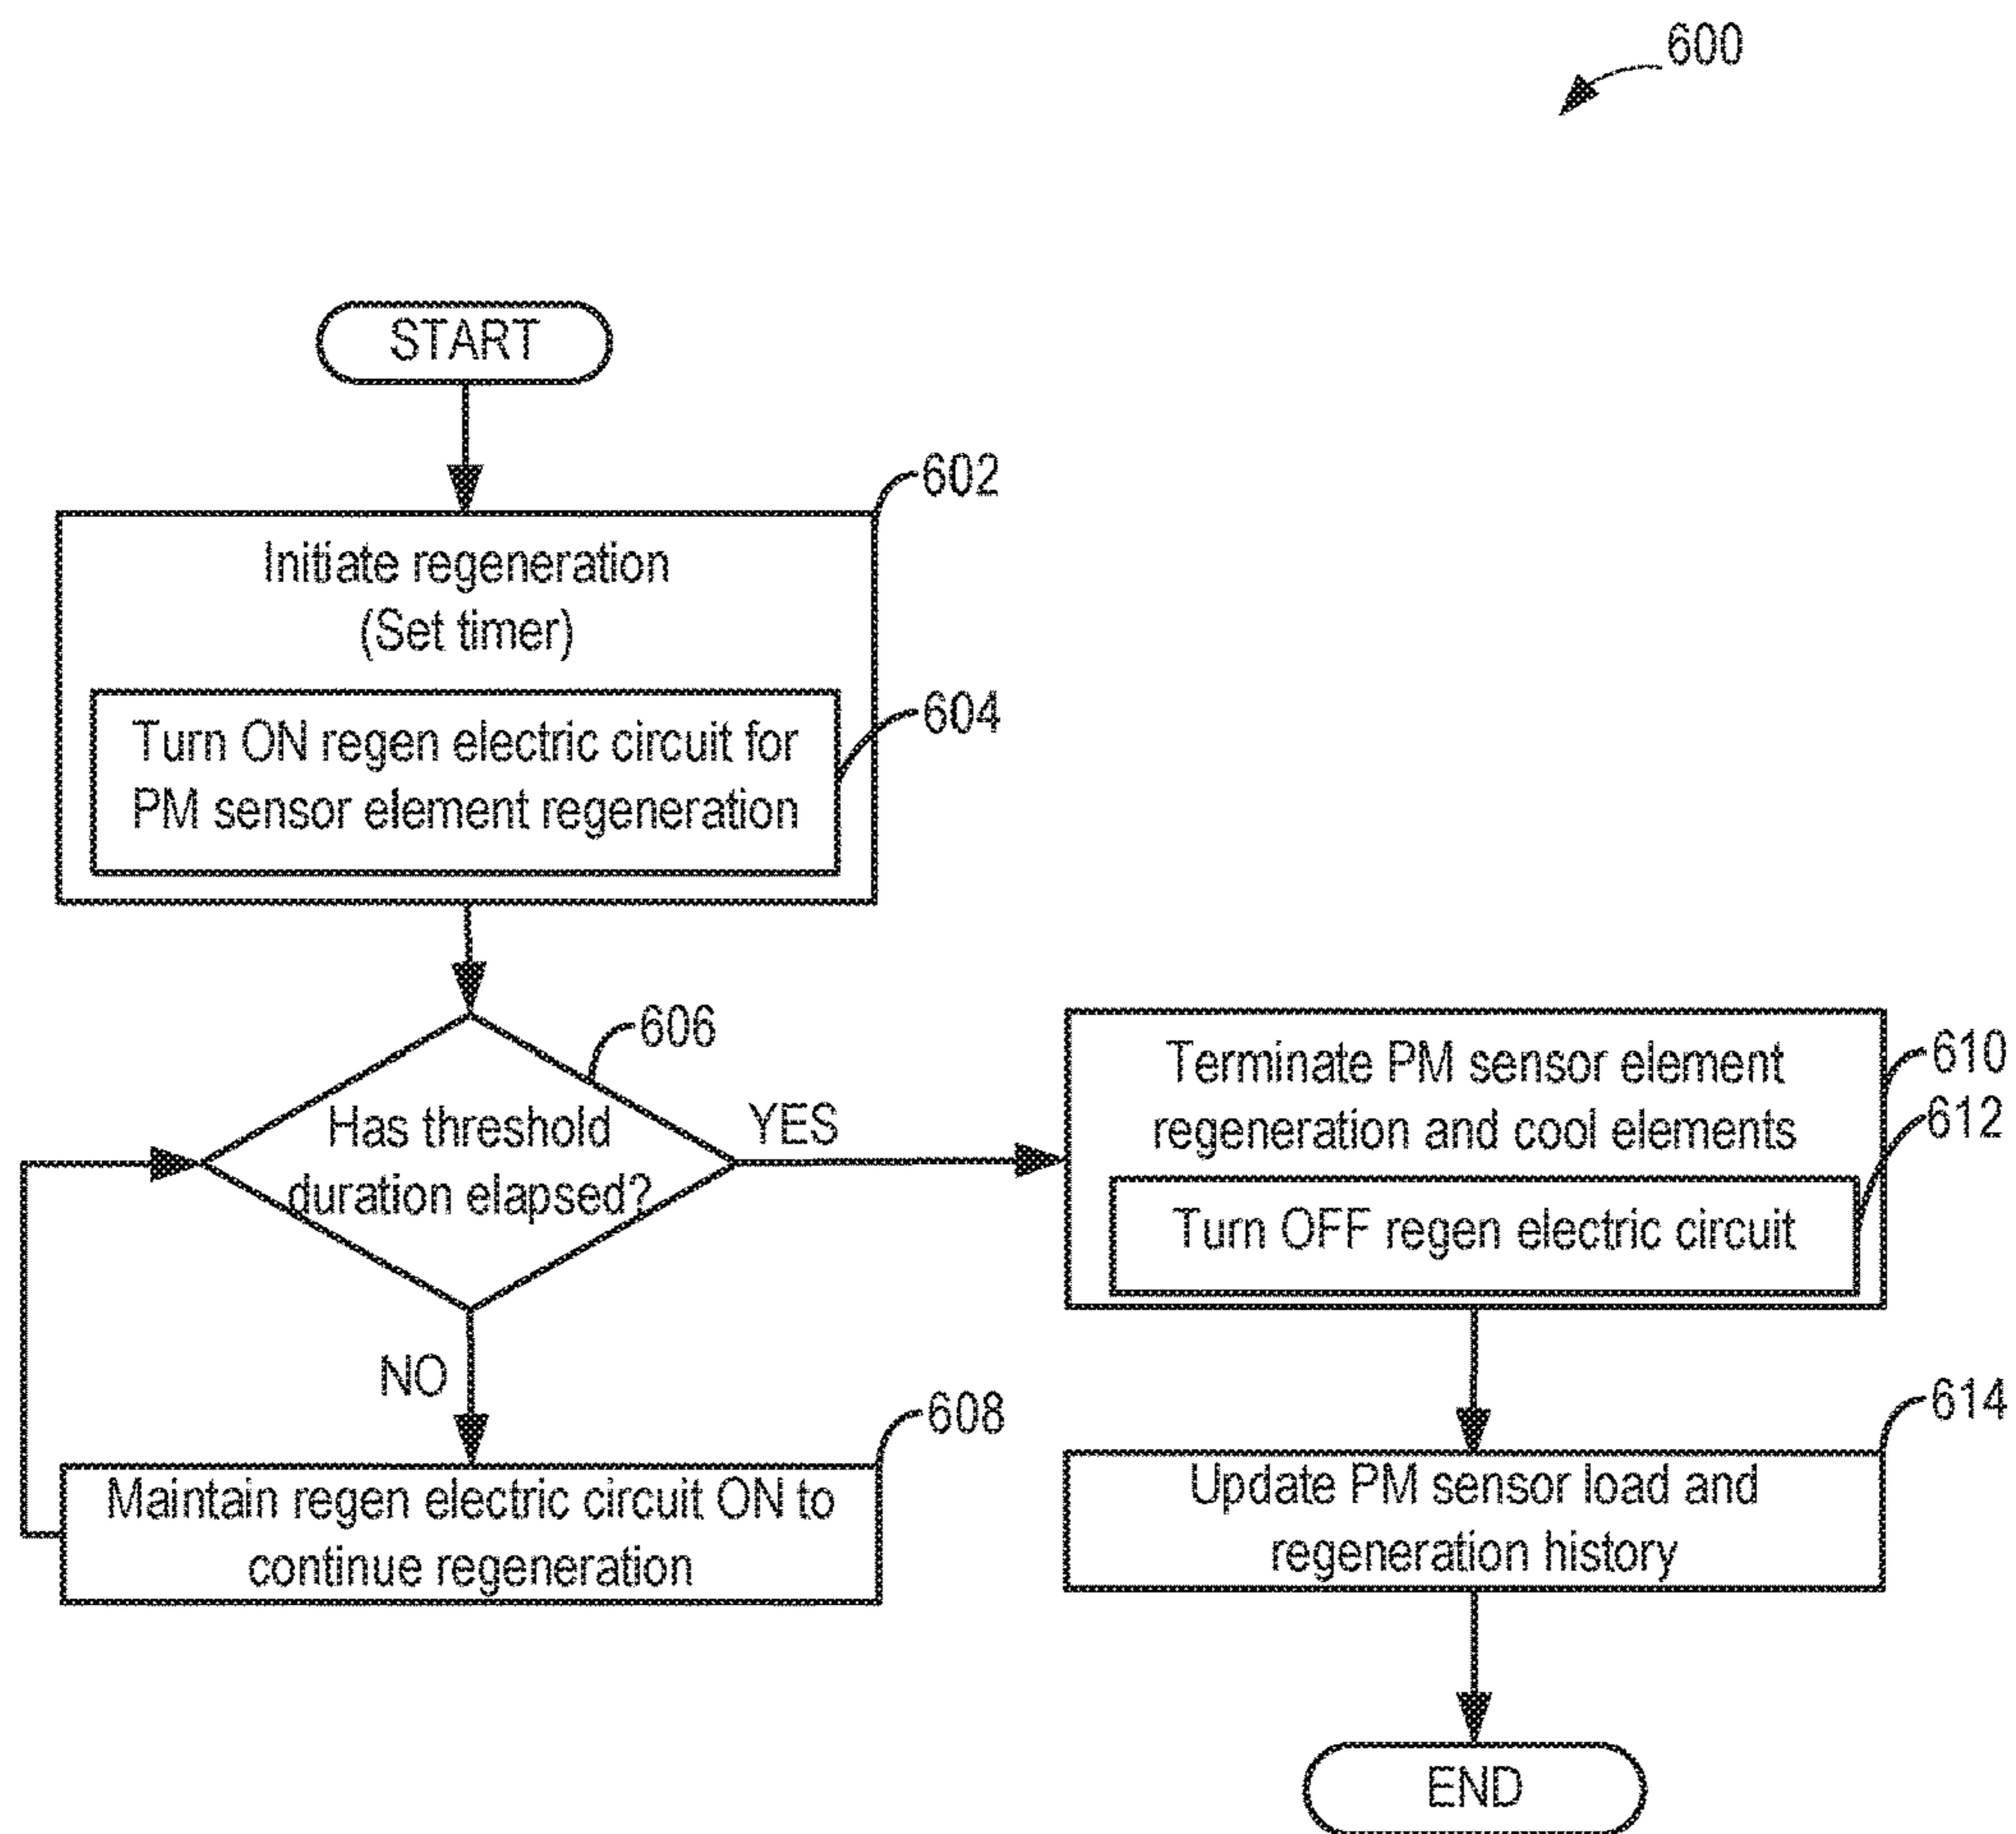 600
START
602
Initiate regeneration
(Set timer)
604
Turn ON regen electric circuit for
PM sensor element regeneration
606
Has threshold
duration elapsed?
YES
NO
608
Maintain regen electric circuit ON to
continue regeneration
610
Terminate PM sensor element
regeneration and cool elements
612
Turn OFF regen electric circuit
614
Update PM sensor load and
regeneration history
END